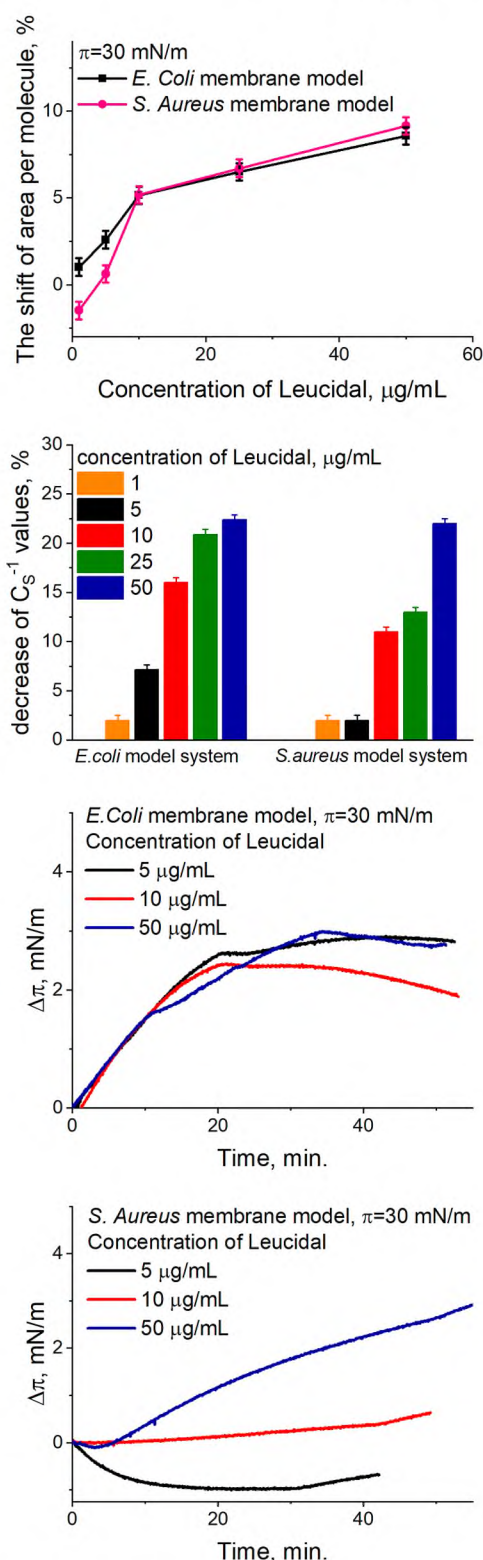 The shift of area per molecule, %
π=30 mN/m
E. Coli membrane model
S. Aureus membrane model
10
5
0
0 20 40 60
Concentration of Leucidal, μg/mL
decrease of CS⁻¹ values, %
30
25
20
15
10
5
0
concentration of Leucidal, μg/mL
1
5
10
25
50
E.coli model system S.aureus model system
Δπ, mN/m
E.Coli membrane model, π=30 mN/m
Concentration of Leucidal
5 μg/mL
10 μg/mL
50 μg/mL
4
2
0
0 20 40
Time, min.
Δπ, mN/m
S. Aureus membrane model, π=30 mN/m
Concentration of Leucidal
5 μg/mL
10 μg/mL
50 μg/mL
4
2
0
0 20 40
Time, min.